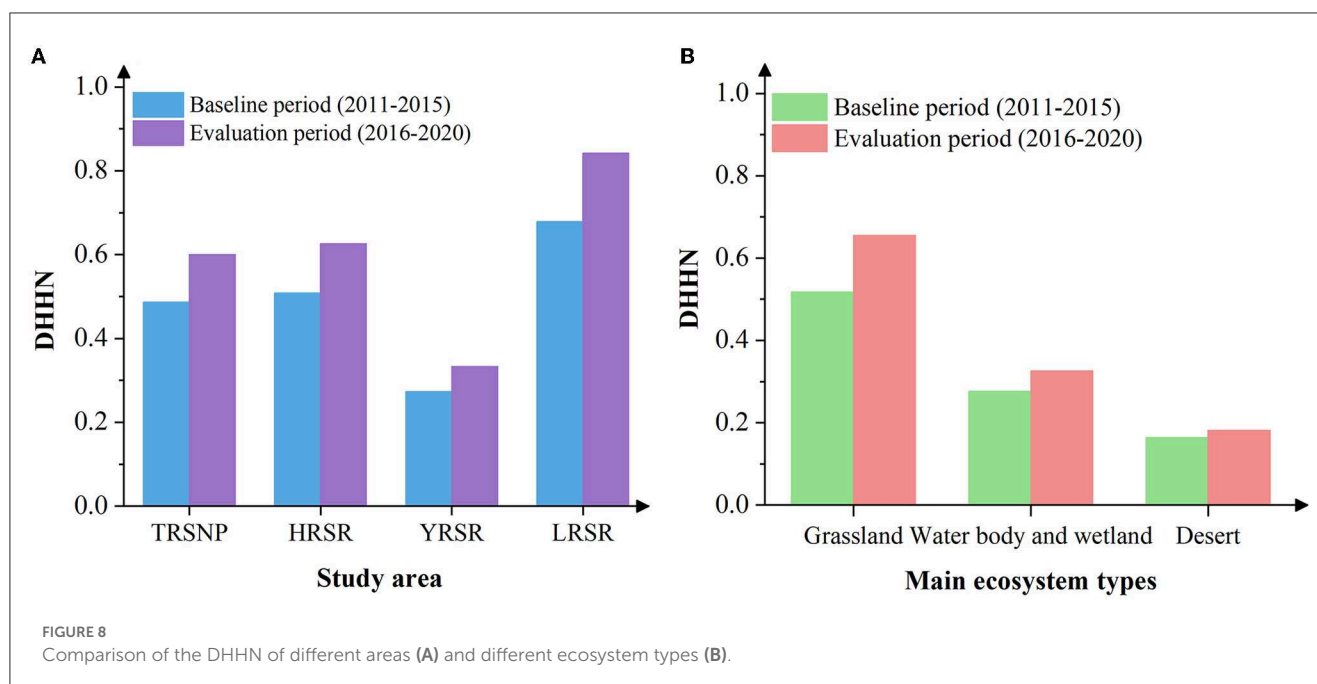 A
1.0
0.8
0.6
0.4
0.2
0.0
DHHN
Baseline period (2011-2015)
Evaluation period (2016-2020)
TRSNP HRSR YRSR LRSR
Study area
B
1.0
0.8
0.6
0.4
0.2
0.0
DHHN
Baseline period (2011-2015)
Evaluation period (2016-2020)
Grassland Water body and wetland Desert
Main ecosystem types
FIGURE 8
Comparison of the DHHN of different areas (A) and different ecosystem types (B).